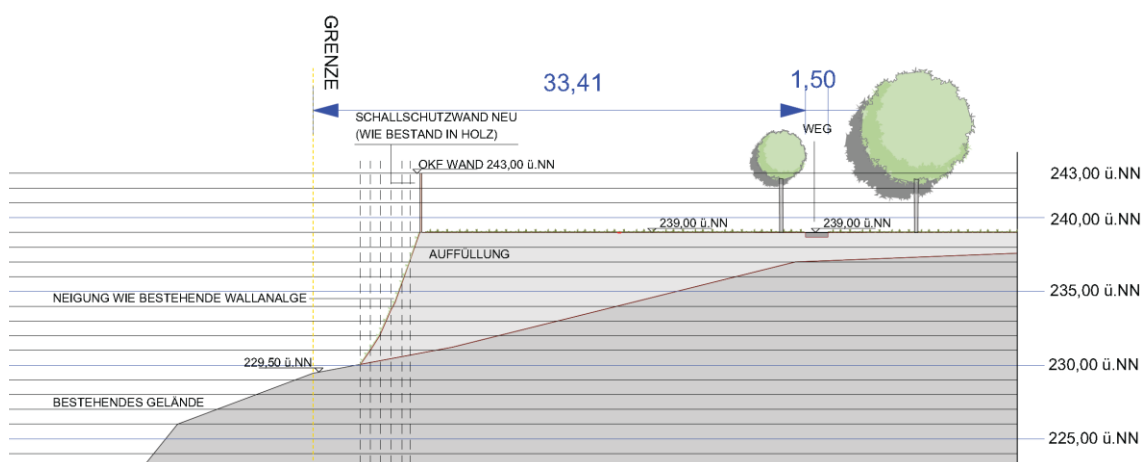 GRENZE
33,41
1,50
SCHALLSCHUTZWAND NEU
(WIE BESTAND IN HOLZ)
WEG
OKF WAND 243,00 ü.NN
243,00 ü.NN
239,00 ü.NN
239,00 ü.NN
240,00 ü.NN
AUFFÜLLUNG
NEIGUNG WIE BESTEHENDE WALLANALGE
235,00 ü.NN
229,50 ü.NN
230,00 ü.NN
BESTEHENDES GELÄNDE
225,00 ü.NN